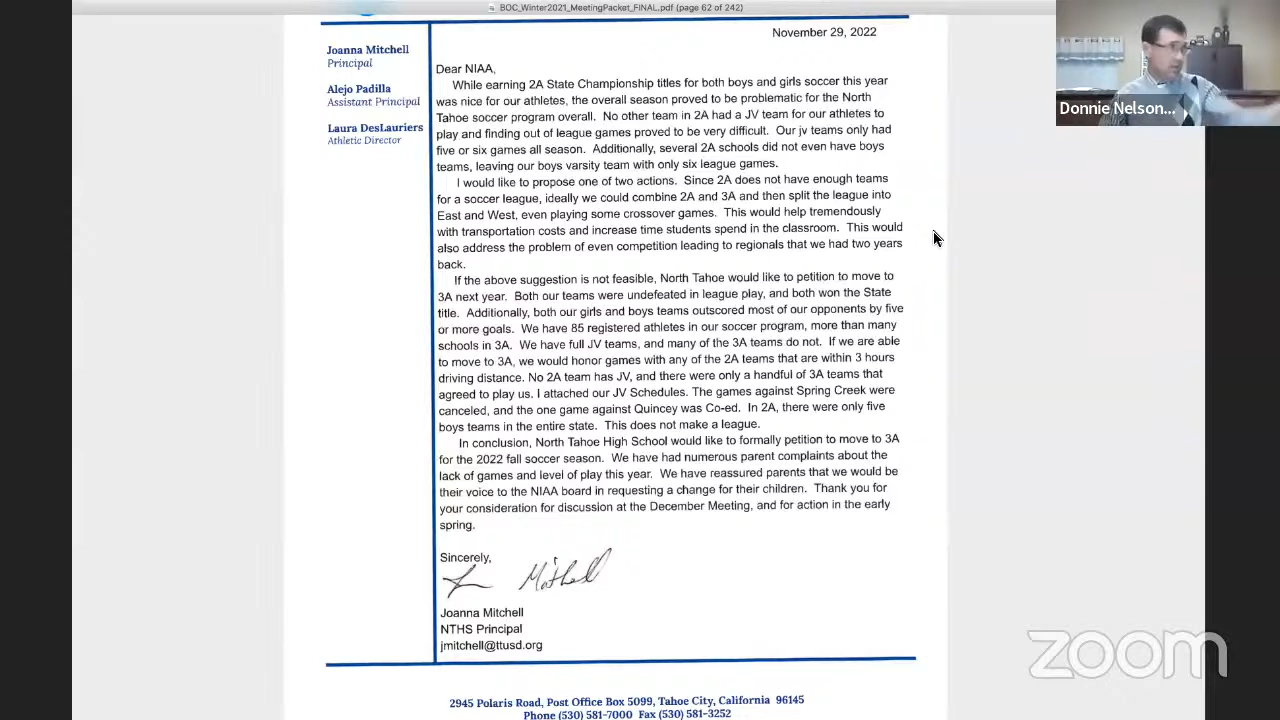 BOC_Winter2021_MeetingPacket_FINAL.pdf (page 62 of 242)
November 29, 2022
Joanna Mitchell
Principal
Alejo Padilla
Assistant Principal
Laura DesLauriers
Athletic Director
Dear NIAA,
While earning 2A State Championship titles for both boys and girls soccer this year
was nice for our athletes, the overall season proved to be problematic for the North
Tahoe soccer program overall. No other team in 2A had a JV team for our athletes to
play and finding out of league games proved to be very difficult. Our jv teams only had
five or six games all season. Additionally, several 2A schools did not even have boys
teams, leaving our boys varsity team with only six league games.
I would like to propose one of two actions. Since 2A does not have enough teams
for a soccer league, ideally we could combine 2A and 3A and then split the league into
East and West, even playing some crossover games. This would help tremendously
with transportation costs and increase time students spend in the classroom. This would
also address the problem of even competition leading to regionals that we had two years
back.
If the above suggestion is not feasible, North Tahoe would like to petition to move to
3A next year. Both our teams were undefeated in league play, and both won the State
title. Additionally, both our girls and boys teams outscored most of our opponents by five
or more goals. We have 85 registered athletes in our soccer program, more than many
schools in 3A. We have full JV teams, and many of the 3A teams do not. If we are able
to move to 3A, we would honor games with any of the 2A teams that are within 3 hours
driving distance. No 2A team has JV, and there were only a handful of 3A teams that
agreed to play us. I attached our JV Schedules. The games against Spring Creek were
canceled, and the one game against Quincey was Co-ed. In 2A, there were only five
boys teams in the entire state. This does not make a league.
In conclusion, North Tahoe High School would like to formally petition to move to 3A
for the 2022 fall soccer season. We have had numerous parent complaints about the
lack of games and level of play this year. We have reassured parents that we would be
their voice to the NIAA board in requesting a change for their children. Thank you for
your consideration for discussion at the December Meeting, and for action in the early
spring.
Sincerely,
Joanna Mitchell
NTHS Principal
jmitchell@ttusd.org
2945 Polaris Road, Post Office Box 5099, Tahoe City, California 96145
Phone (530) 581-7000 Fax (530) 581-3252
Donnie Nelson...
zoom